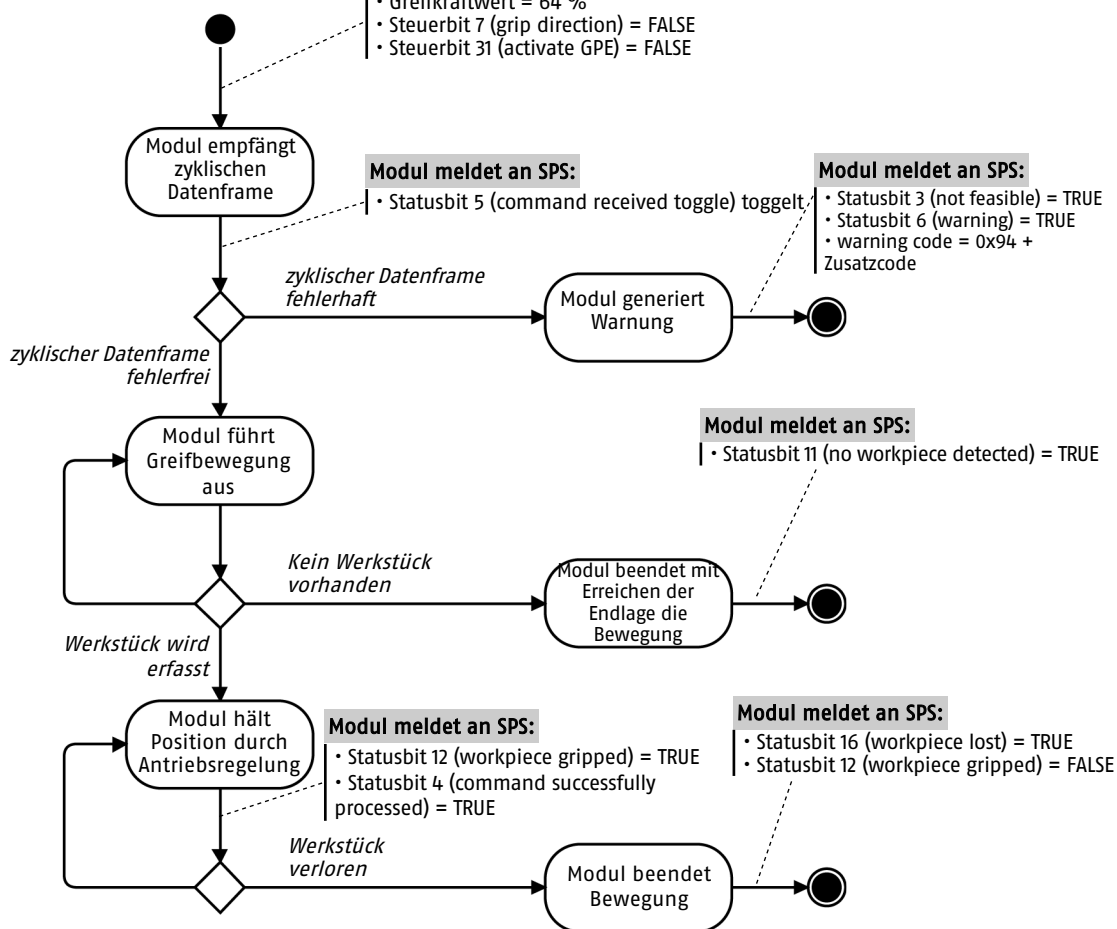 • Greifkraftwert = 64 %
• Steuerbit 7 (grip direction) = FALSE
• Steuerbit 31 (activate GPE) = FALSE
Modul empfängt
zyklischen
Datenframe
Modul meldet an SPS:
• Statusbit 5 (command received toggle) toggelt
Modul meldet an SPS:
• Statusbit 3 (not feasible) = TRUE
• Statusbit 6 (warning) = TRUE
• warning code = 0x94 +
Zusatzcode
zyklischer Datenframe
fehlerhaft
Modul generiert
Warnung
zyklischer Datenframe
fehlerfrei
Modul führt
Greifbewegung
aus
Modul meldet an SPS:
• Statusbit 11 (no workpiece detected) = TRUE
Kein Werkstück
vorhanden
Modul beendet mit
Erreichen der
Endlage die
Bewegung
Werkstück wird
erfasst
Modul hält
Position durch
Antriebsregelung
Modul meldet an SPS:
• Statusbit 12 (workpiece gripped) = TRUE
• Statusbit 4 (command successfully
processed) = TRUE
Modul meldet an SPS:
• Statusbit 16 (workpiece lost) = TRUE
• Statusbit 12 (workpiece gripped) = FALSE
Werkstück
verloren
Modul beendet
Bewegung